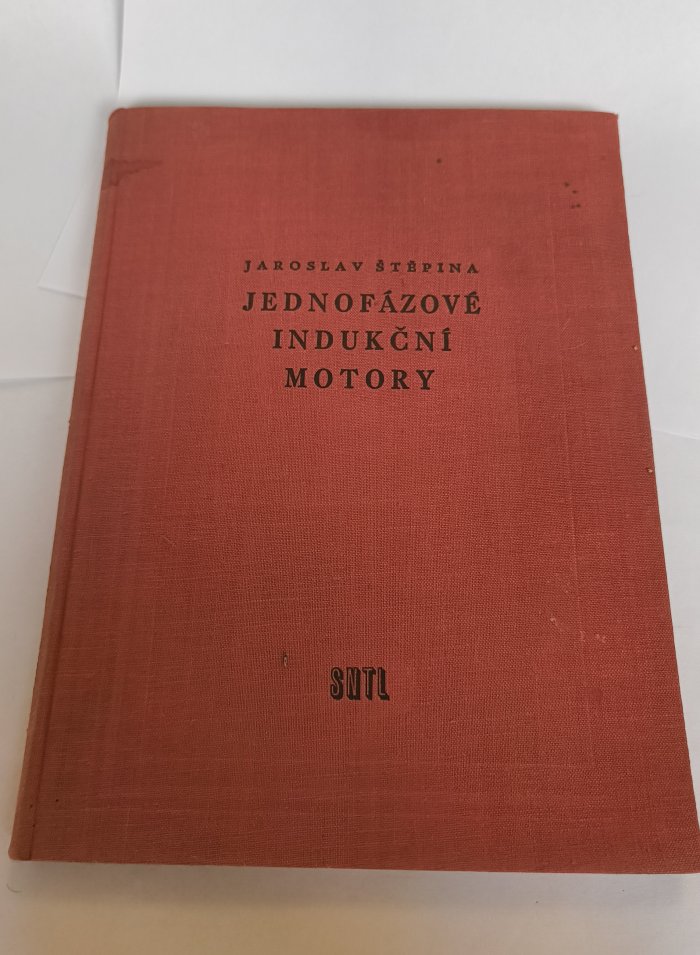 JAROSLAV ŠTĚPINA
JEDNOFÁZOVÉ
INDUKČNÍ
MOTORY
SNTL